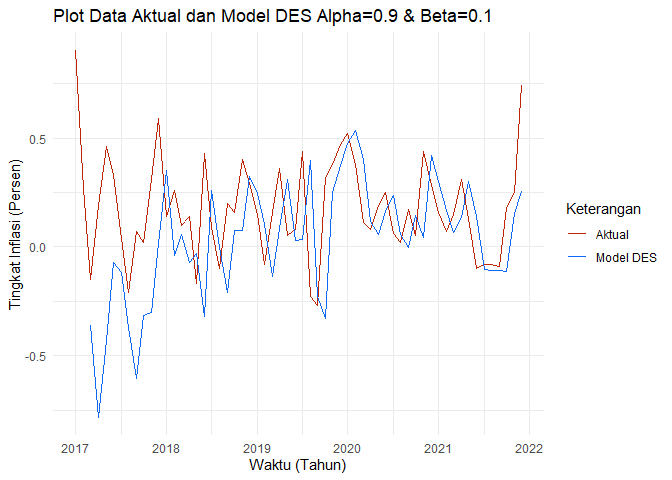 Plot Data Aktual dan Model DES Alpha=0.9 & Beta=0.1
Tingkat Inflasi (Persen)
0.5
0.0
-0.5
2017 2018 2019 2020 2021 2022
Waktu (Tahun)
Keterangan
Aktual
Model DES